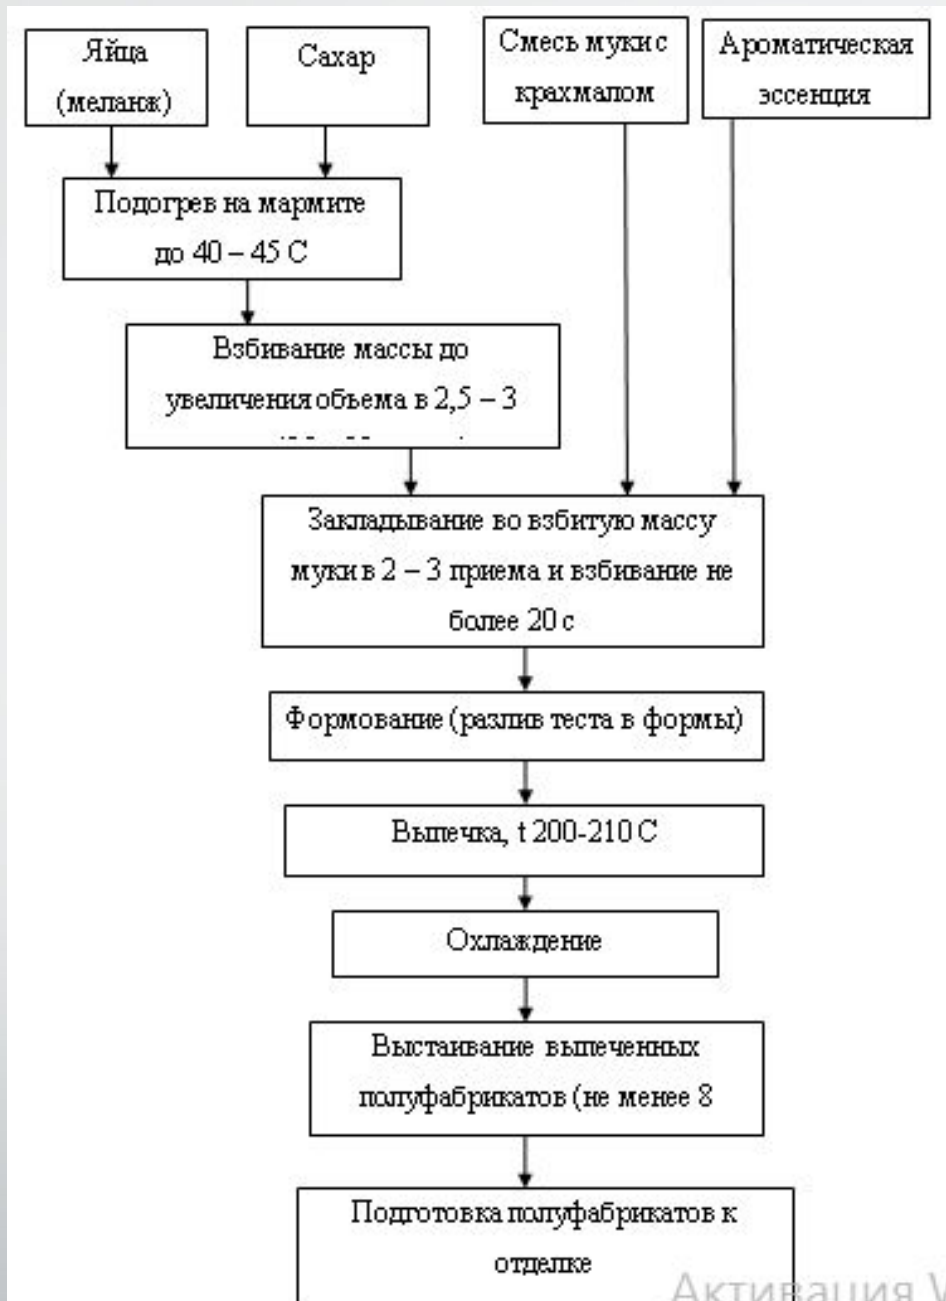 Яйца
(меланж)
Сахар
Смесь муки с
крахмалом
Ароматическая
эссенция
Подогрев на мармите
до 40 – 45 С
Взбивание массы до
увеличения объема в 2,5 – 3
Закладывание во взбитую массу
муки в 2 – 3 приема и взбивание не
более 20 с
Формование (разлив теста в формы)
Выпечка, t 200-210 С
Охлаждение
Выстаивание выпеченных
полуфабрикатов (не менее 8
Подготовка полуфабрикатов к
отделке
Активация